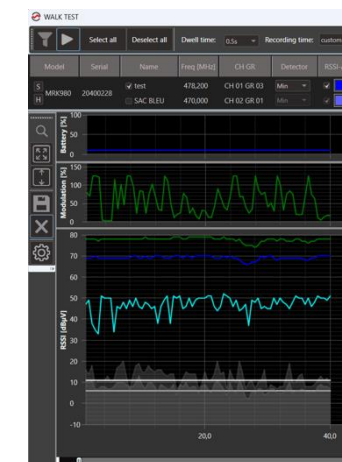 WALK TEST
Select all Deselect all Dwell time: 0.5s Recording time: custom
Model Serial Name Freq [MHz] CH GR. Detector RSSI-
S MRK980 20400228 test 478,200 CH 01 GR 03 Min
H SAC BLEU 470,000 CH 02 GR 01 Min
Battery [%]
100
50
0
Modulation [%]
150
100
50
0
RSSI [dBµV]
80
70
60
50
40
30
20
10
0
-10
20,0 40,0